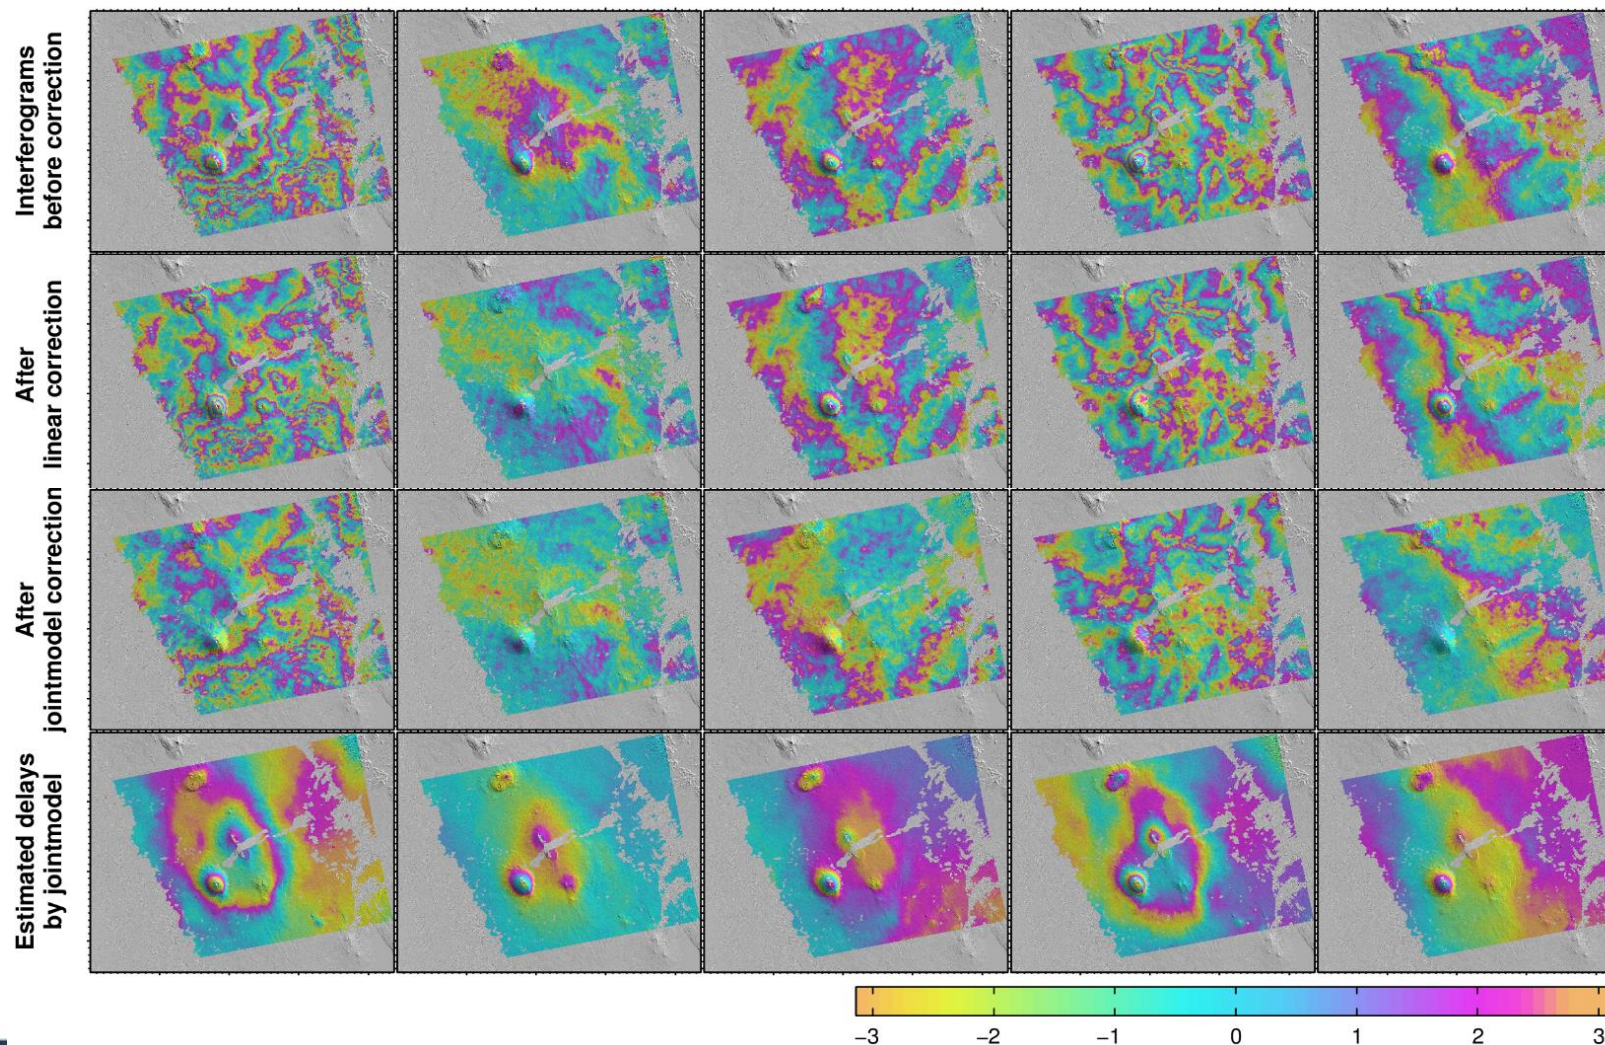 Interferograms
before correction
After
linear correction
After
jointmodel correction
Estimated delays
by jointmodel
−3 −2 −1 0 1 2 3